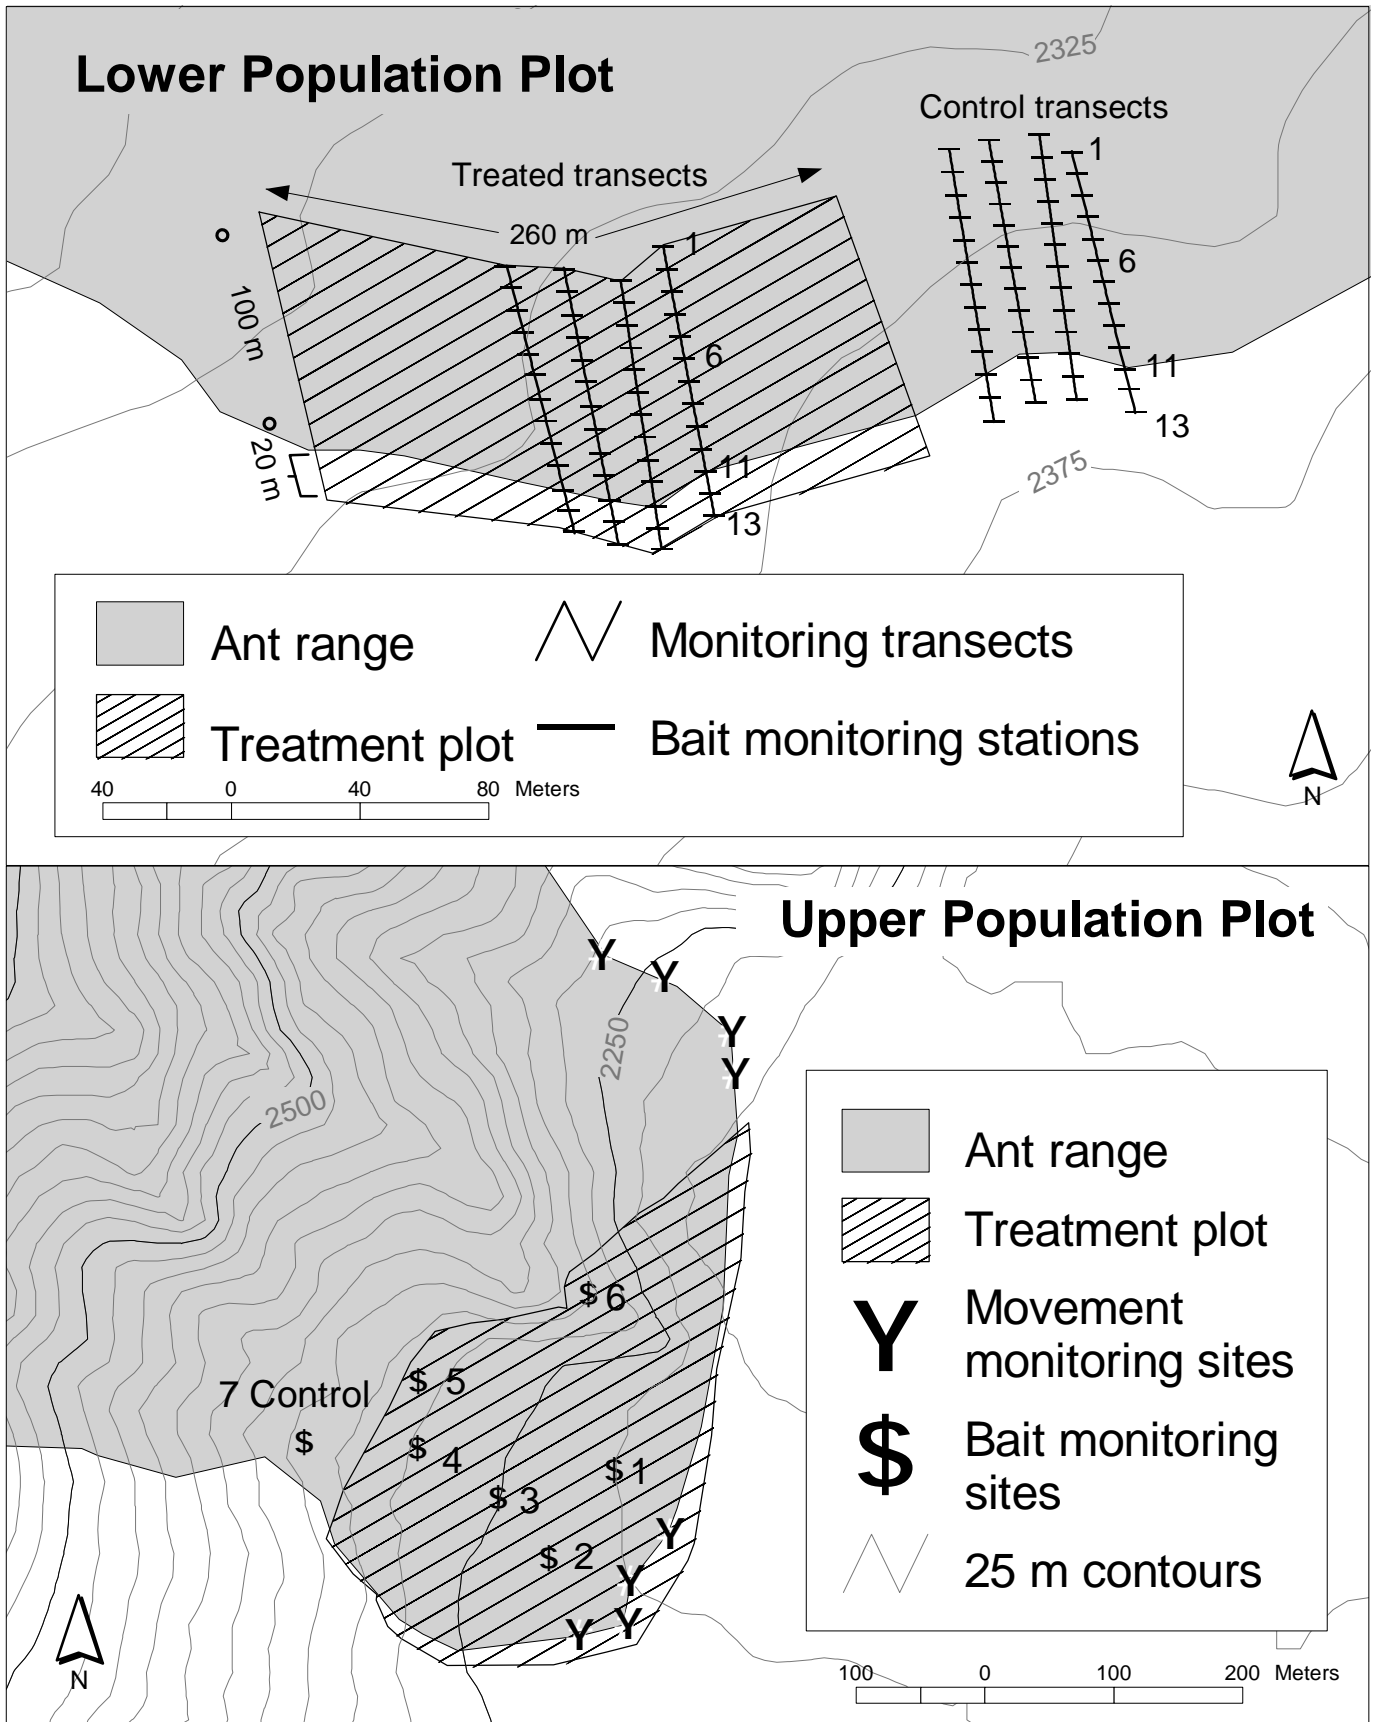 Lower Population Plot
2325
Control transects
1
Treated transects
260 m
1
6
100 m
6
11
11
13
20 m
2375
13
Ant range
Monitoring transects
Treatment plot
Bait monitoring stations
40 0 40 80 Meters
N
Upper Population Plot
Y
Y
Y
Y
2250
2500
Ant range
Treatment plot
Y
Movement
monitoring sites
$
Bait monitoring
sites
25 m contours
$ 6
$ 5
7 Control
$
$ 4
$ 1
$ 3
$ 2
Y
Y
Y
Y
N
100 0 100 200 Meters